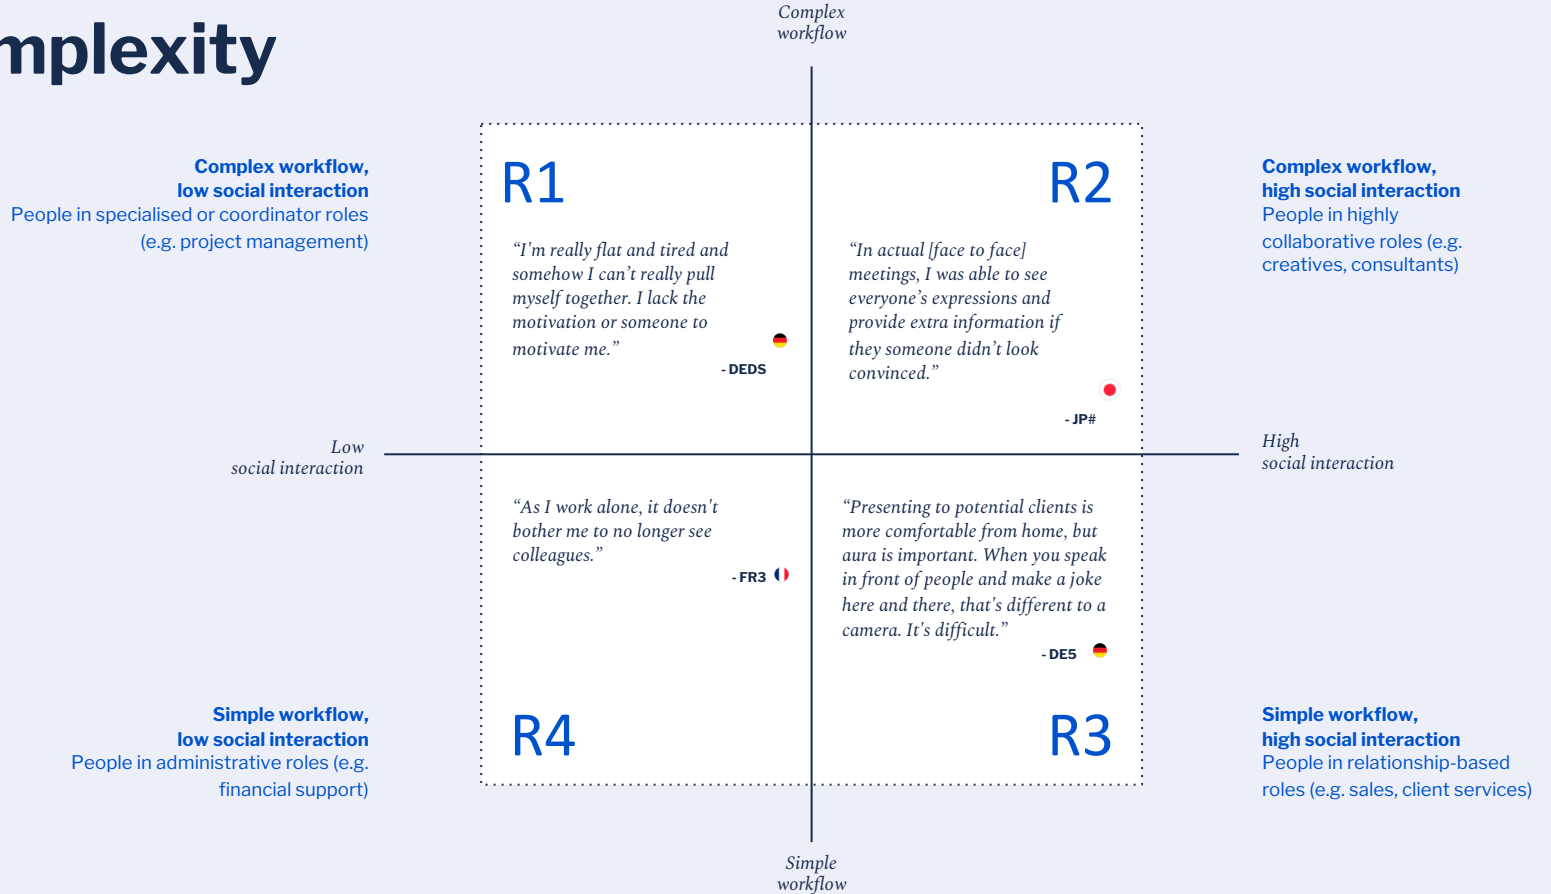 mplexity
Complex
workflow
Complex workflow,
low social interaction
People in specialised or coordinator roles
(e.g. project management)
R1
“I'm really flat and tired and
somehow I can’t really pull
myself together. I lack the
motivation or someone to
motivate me.”
- DEDS
R2
“In actual [face to face]
meetings, I was able to see
everyone’s expressions and
provide extra information if
they someone didn’t look
convinced.”
- JP#
Complex workflow,
high social interaction
People in highly
collaborative roles (e.g.
creatives, consultants)
Low
social interaction
High
social interaction
“As I work alone, it doesn't
bother me to no longer see
colleagues.”
- FR3
R4
“Presenting to potential clients is
more comfortable from home, but
aura is important. When you speak
in front of people and make a joke
here and there, that's different to a
camera. It's difficult.”
- DE5
R3
Simple workflow,
low social interaction
People in administrative roles (e.g.
financial support)
Simple workflow,
high social interaction
People in relationship-based
roles (e.g. sales, client services)
Simple
workflow